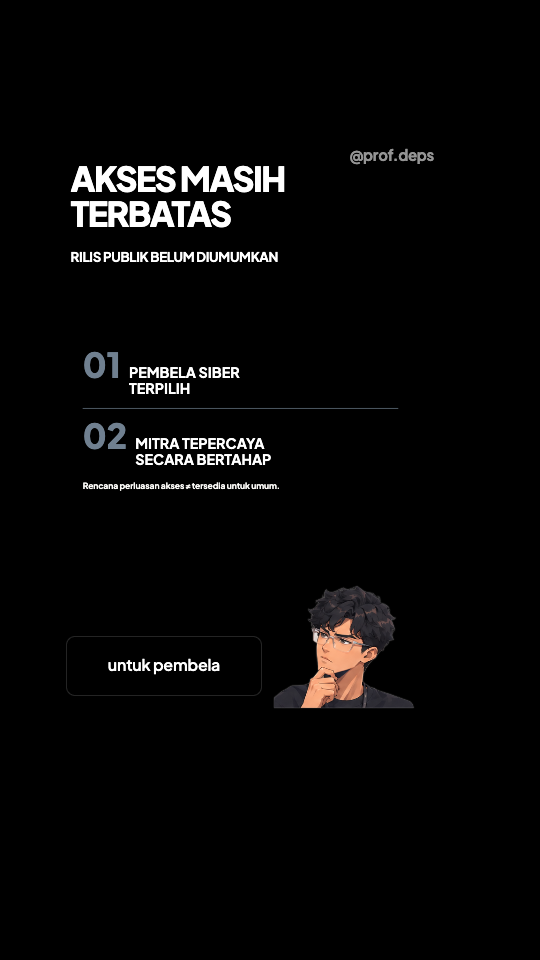 @prof.deps
AKSES MASIH
TERBATAS
RILIS PUBLIK BELUM DIUMUMKAN
01 PEMBELA SIBER
TERPILIH
02 MITRA TEPERCAYA
SECARA BERTAHAP
Rencana perluasan akses ≠ tersedia untuk umum.
untuk pembela